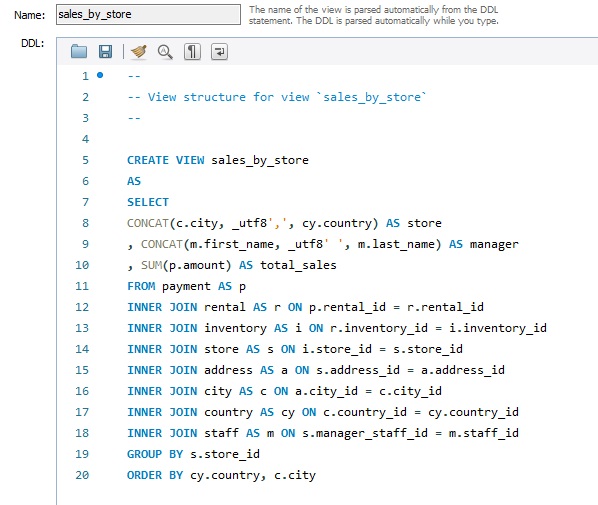 Name: sales_by_store The name of the view is parsed automatically from the DDL
statement. The DDL is parsed automatically while you type.
DDL:
1 --
2 -- View structure for view `sales_by_store`
3 --
4
5 CREATE VIEW sales_by_store
6 AS
7 SELECT
8 CONCAT(c.city, _utf8',', cy.country) AS store
9 , CONCAT(m.first_name, _utf8' ', m.last_name) AS manager
10 , SUM(p.amount) AS total_sales
11 FROM payment AS p
12 INNER JOIN rental AS r ON p.rental_id = r.rental_id
13 INNER JOIN inventory AS i ON r.inventory_id = i.inventory_id
14 INNER JOIN store AS s ON i.store_id = s.store_id
15 INNER JOIN address AS a ON s.address_id = a.address_id
16 INNER JOIN city AS c ON a.city_id = c.city_id
17 INNER JOIN country AS cy ON c.country_id = cy.country_id
18 INNER JOIN staff AS m ON s.manager_staff_id = m.staff_id
19 GROUP BY s.store_id
20 ORDER BY cy.country, c.city